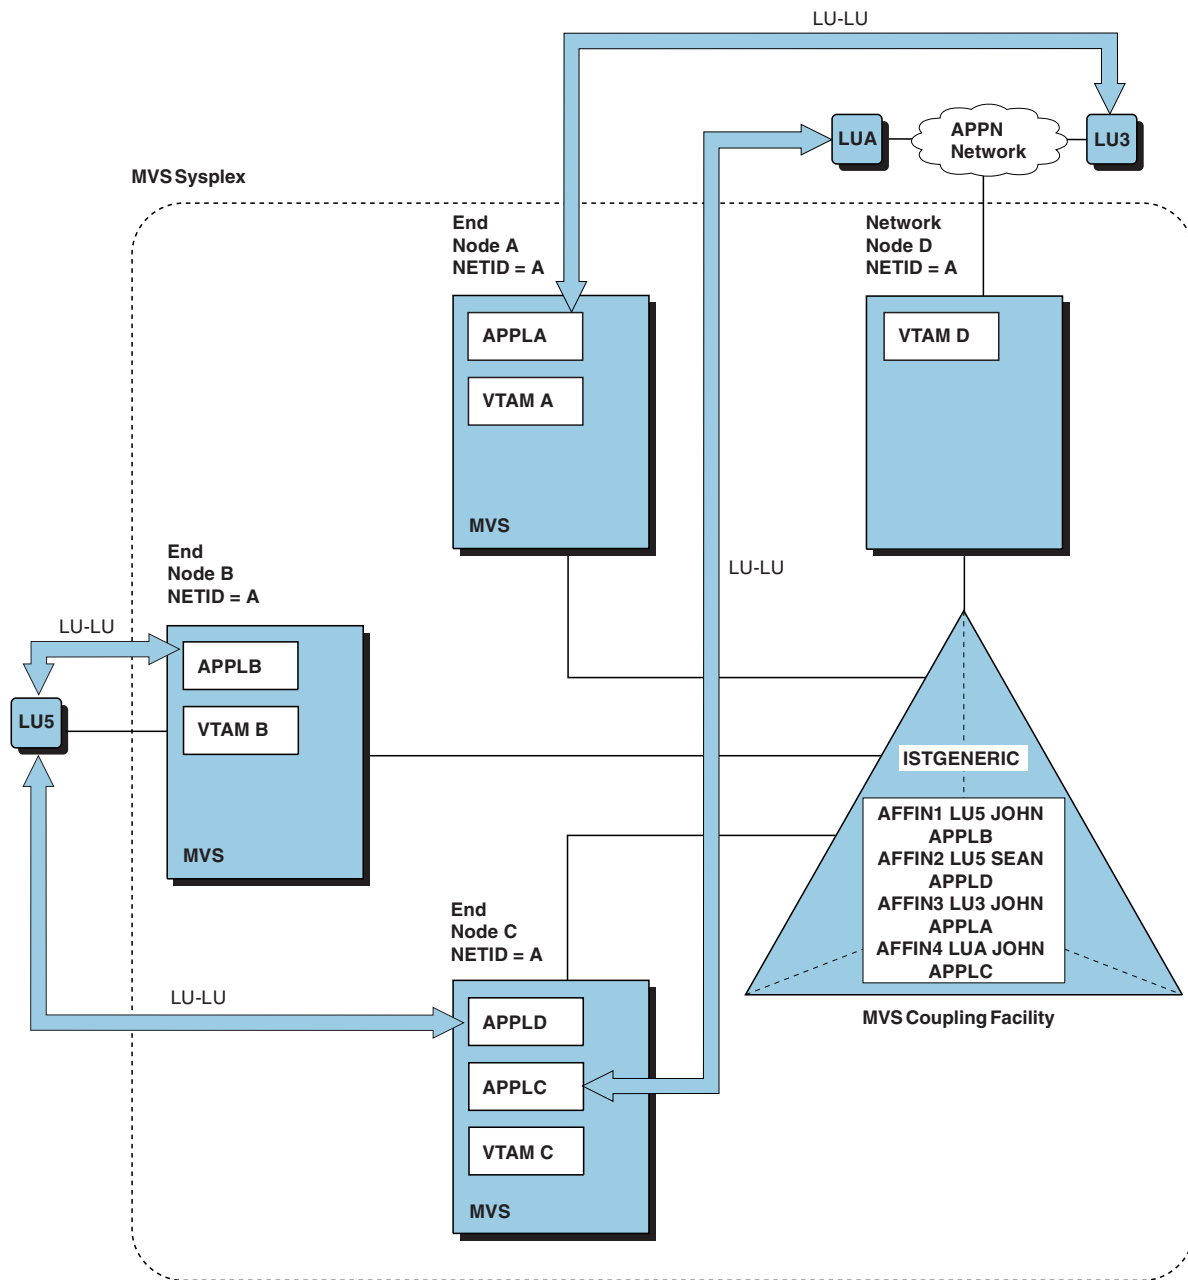 LU-LU
LUA
APPN
Network
LU3
MVS Sysplex
End
Node A
NETID = A
Network
Node D
NETID = A
APPLA
VTAM A
MVS
VTAM D
End
Node B
NETID = A
LU-LU
LU-LU
APPLB
VTAM B
MVS
LU5
ISTGENERIC
AFFIN1 LU5 JOHN
APPLB
AFFIN2 LU5 SEAN
APPLD
AFFIN3 LU3 JOHN
APPLA
AFFIN4 LUA JOHN
APPLC
MVS Coupling Facility
End
Node C
NETID = A
LU-LU
APPLD
APPLC
VTAM C
MVS